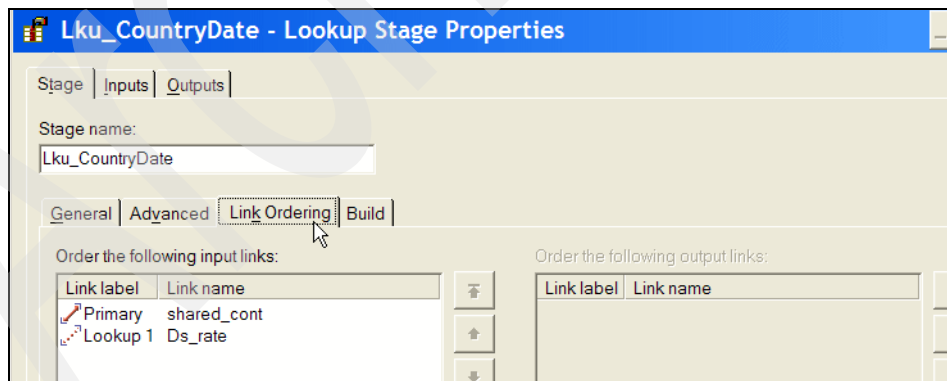 Lku_CountryDate - Lookup Stage Properties
Stage Inputs Outputs
Stage name:
Lku_CountryDate
General Advanced Link Ordering Build
Order the following input links: Order the following output links:
Link label Link name Link label Link name
Primary shared_cont
Lookup 1 Ds_rate